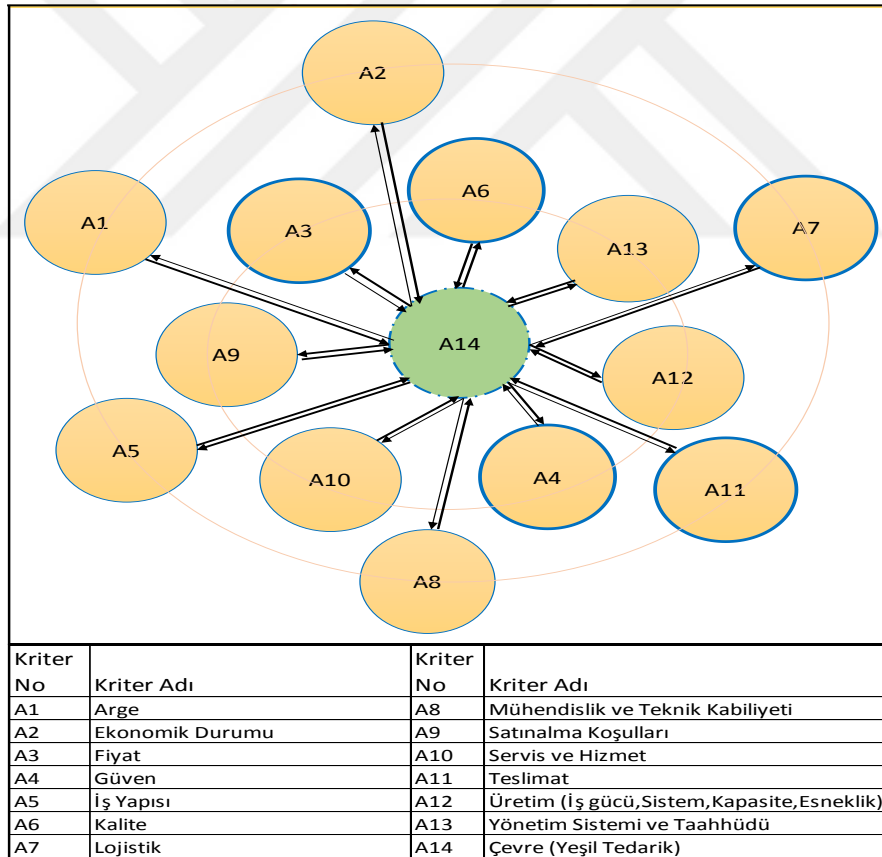 A2
A6
A3
A1
A13
A7
A14
A9
A12
A5
A10
A4
A11
A8
Kriter No Kriter Adı Kriter No Kriter Adı
A1 Arge A8 Mühendislik ve Teknik Kabiliyeti
A2 Ekonomik Durumu A9 Satınalma Koşulları
A3 Fiyat A10 Servis ve Hizmet
A4 Güven A11 Teslimat
A5 İş Yapısı A12 Üretim (İş gücü,Sistem,Kapasite,Esneklik)
A6 Kalite A13 Yönetim Sistemi ve Taahhüdü
A7 Lojistik A14 Çevre (Yeşil Tedarik)